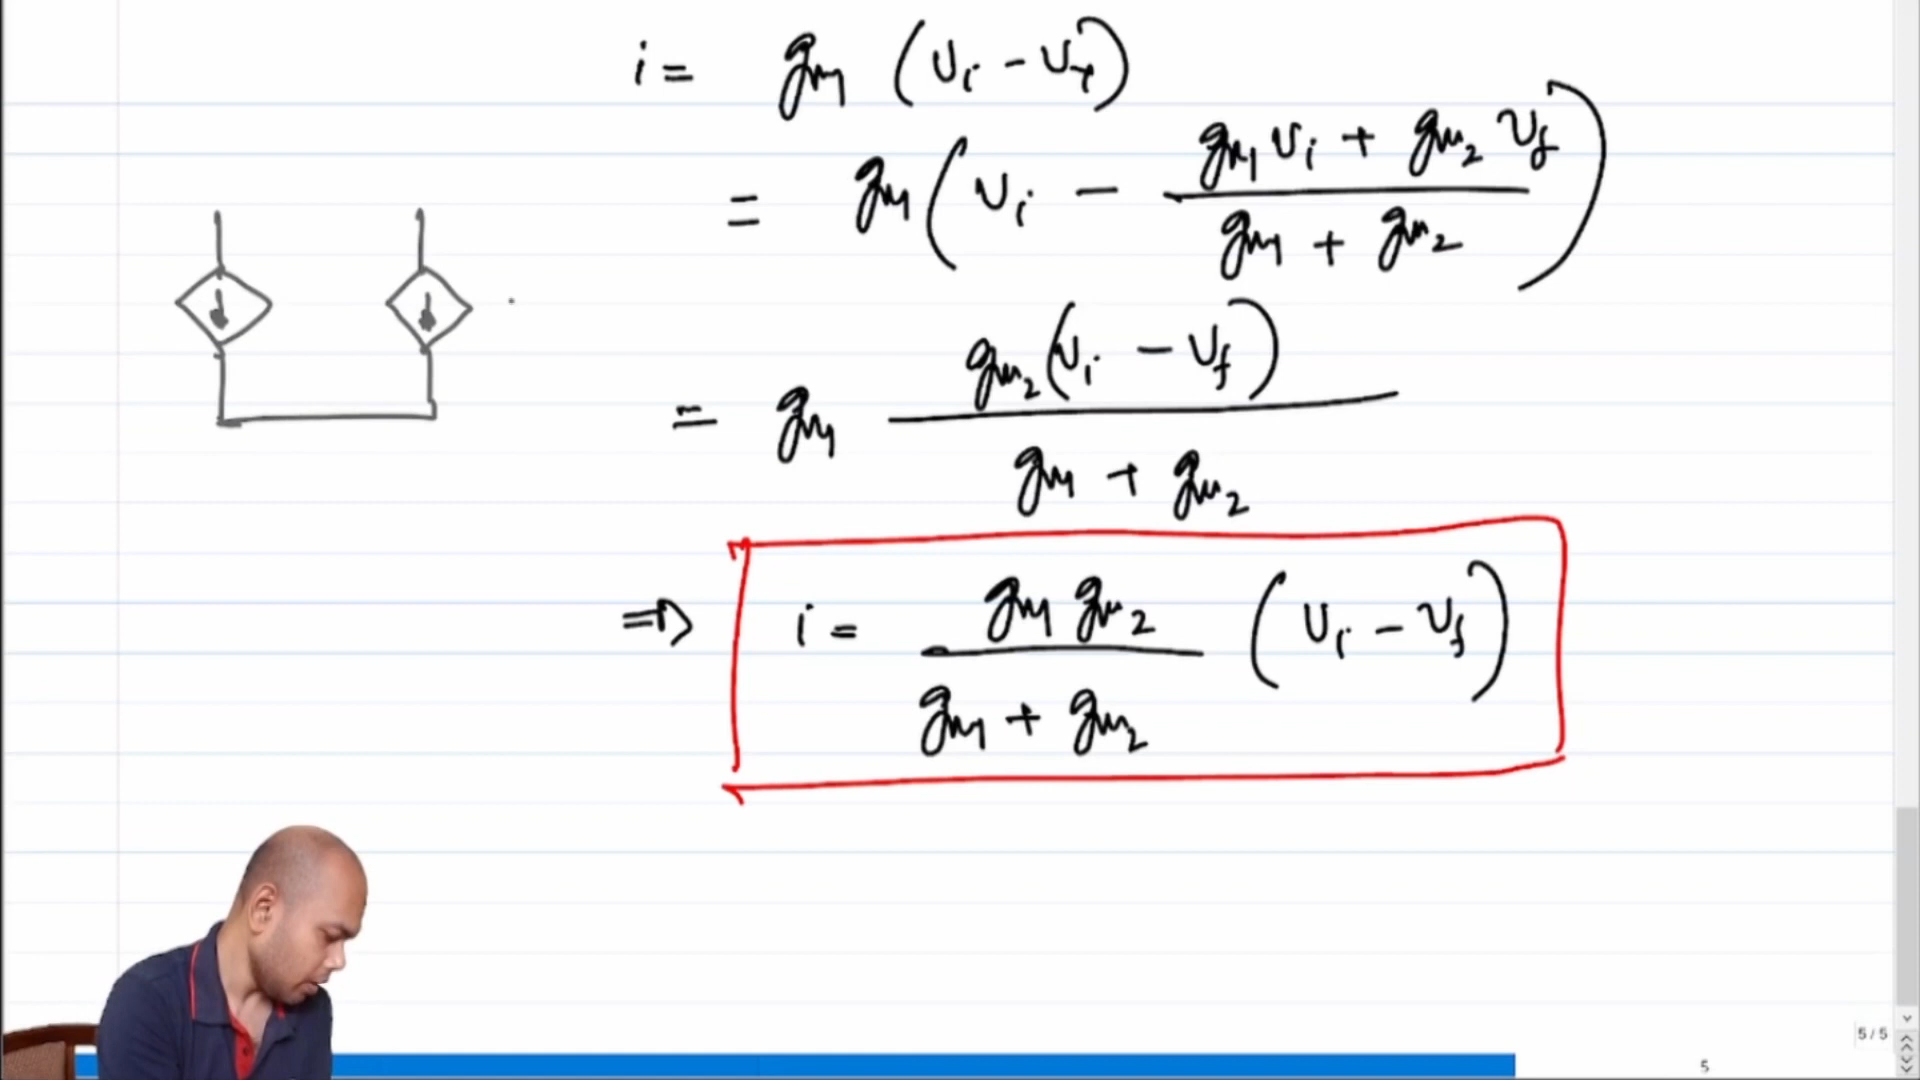 i = gm1 (vi - vx)
= gm1 ( vi - (gm1 vi + gm2 vf) / (gm1 + gm2) )
= gm1 gm2 (vi - vf) / (gm1 + gm2)
⇒ i = gm1 gm2 / (gm1 + gm2) (vi - vf)
5 / 5
5